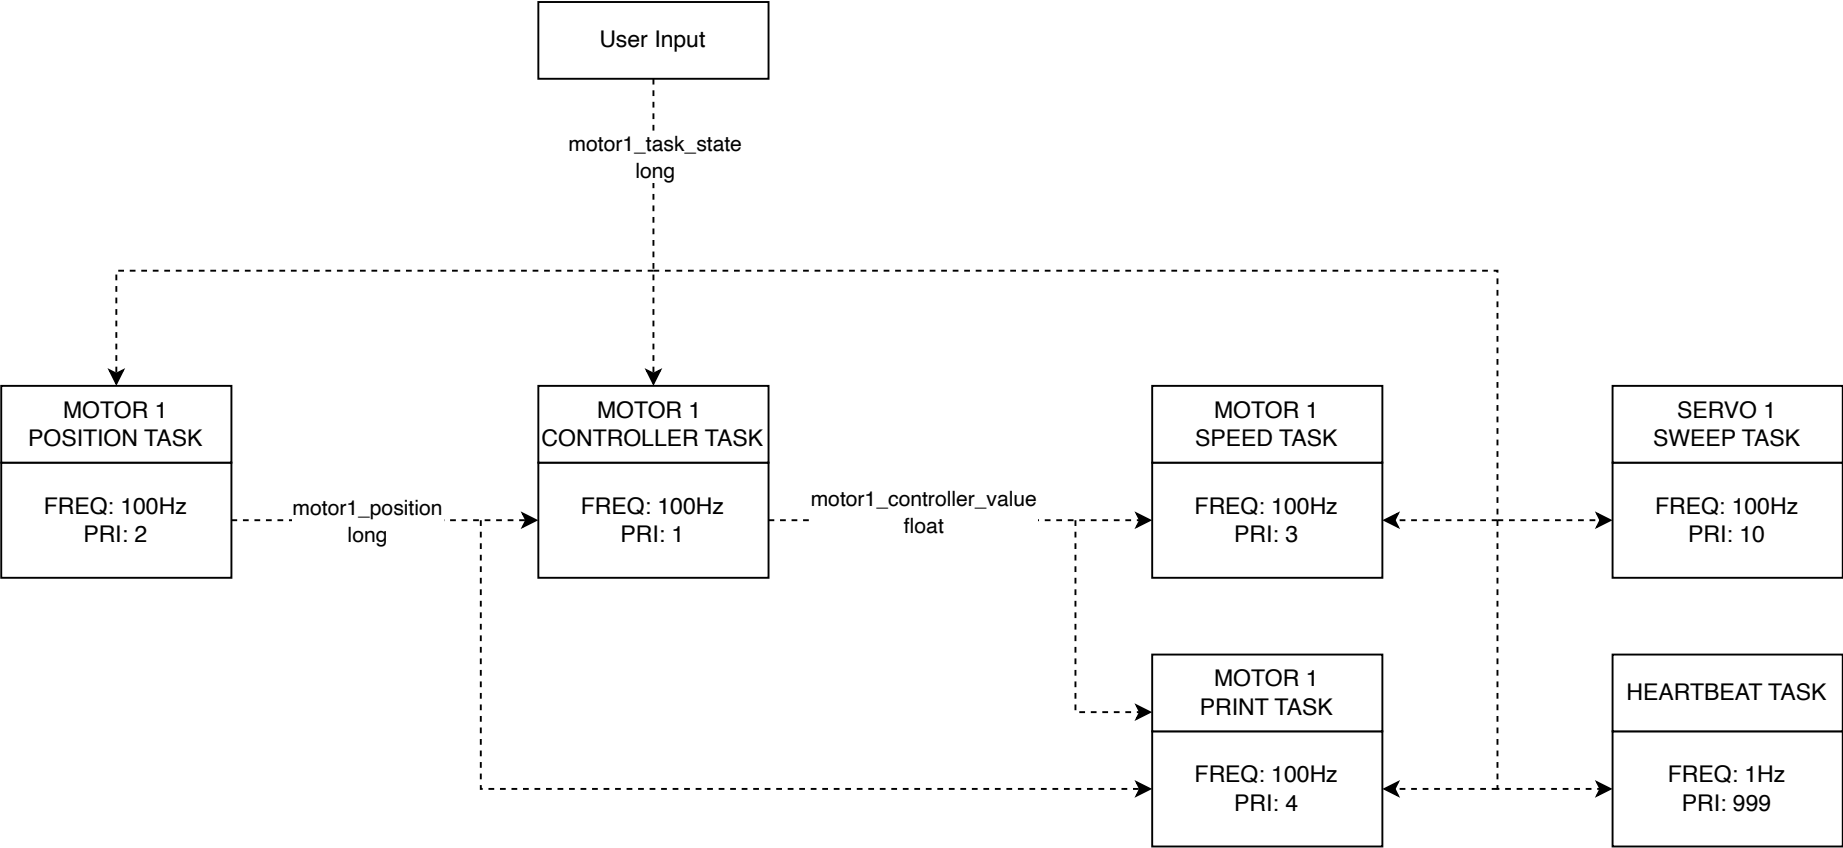 User Input
motor1_task_state
long
MOTOR 1
POSITION TASK
FREQ: 100Hz
PRI: 2
motor1_position
long
MOTOR 1
CONTROLLER TASK
FREQ: 100Hz
PRI: 1
motor1_controller_value
float
MOTOR 1
SPEED TASK
FREQ: 100Hz
PRI: 3
SERVO 1
SWEEP TASK
FREQ: 100Hz
PRI: 10
MOTOR 1
PRINT TASK
FREQ: 100Hz
PRI: 4
HEARTBEAT TASK
FREQ: 1Hz
PRI: 999